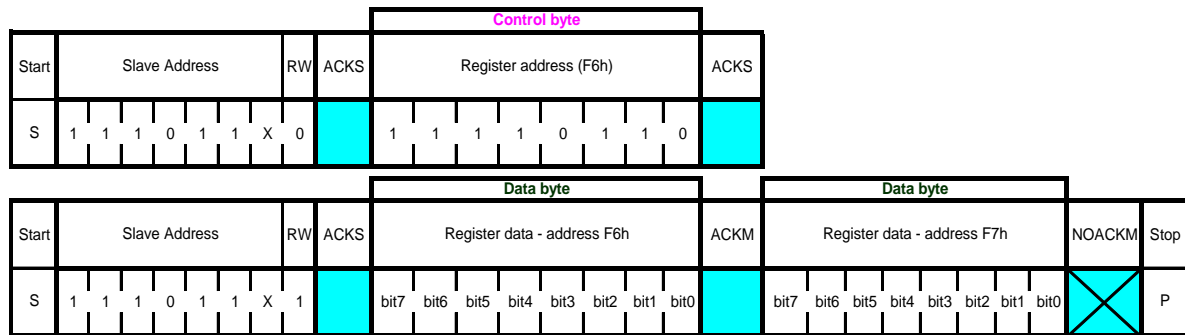 Control byte
Start Slave Address RW ACKS Register address (F6h) ACKS
S 1 1 1 0 1 1 X 0 1 1 1 1 0 1 1 0
Data byte Data byte
Start Slave Address RW ACKS Register data - address F6h ACKM Register data - address F7h NOACKM Stop
S 1 1 1 0 1 1 X 1 bit7 bit6 bit5 bit4 bit3 bit2 bit1 bit0 bit7 bit6 bit5 bit4 bit3 bit2 bit1 bit0 P